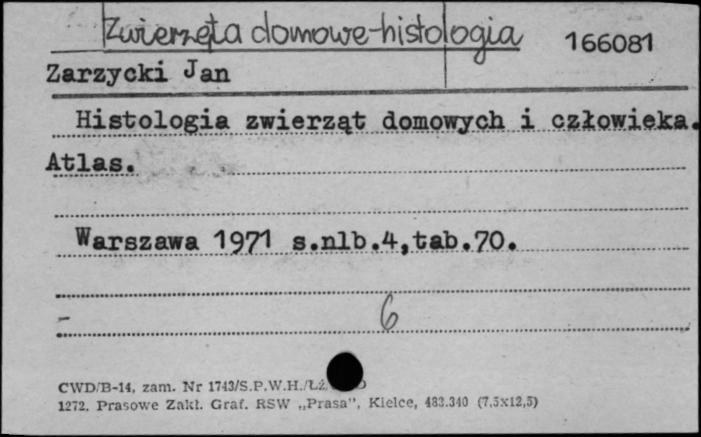 Zwierzęta domowe-histologia 166081
Zarzycki Jan
Histologia zwierząt domowych i człowieka.
Atlas.
Warszawa 1971 s.nlb.4,tab.70.
6
CWD/B-14, zam. Nr 1743/S.P.W.H./Łź/
1272. Prasowe Zakł. Graf. RSW „Prasa", Kielce, 483.340 (7,5x12,5)